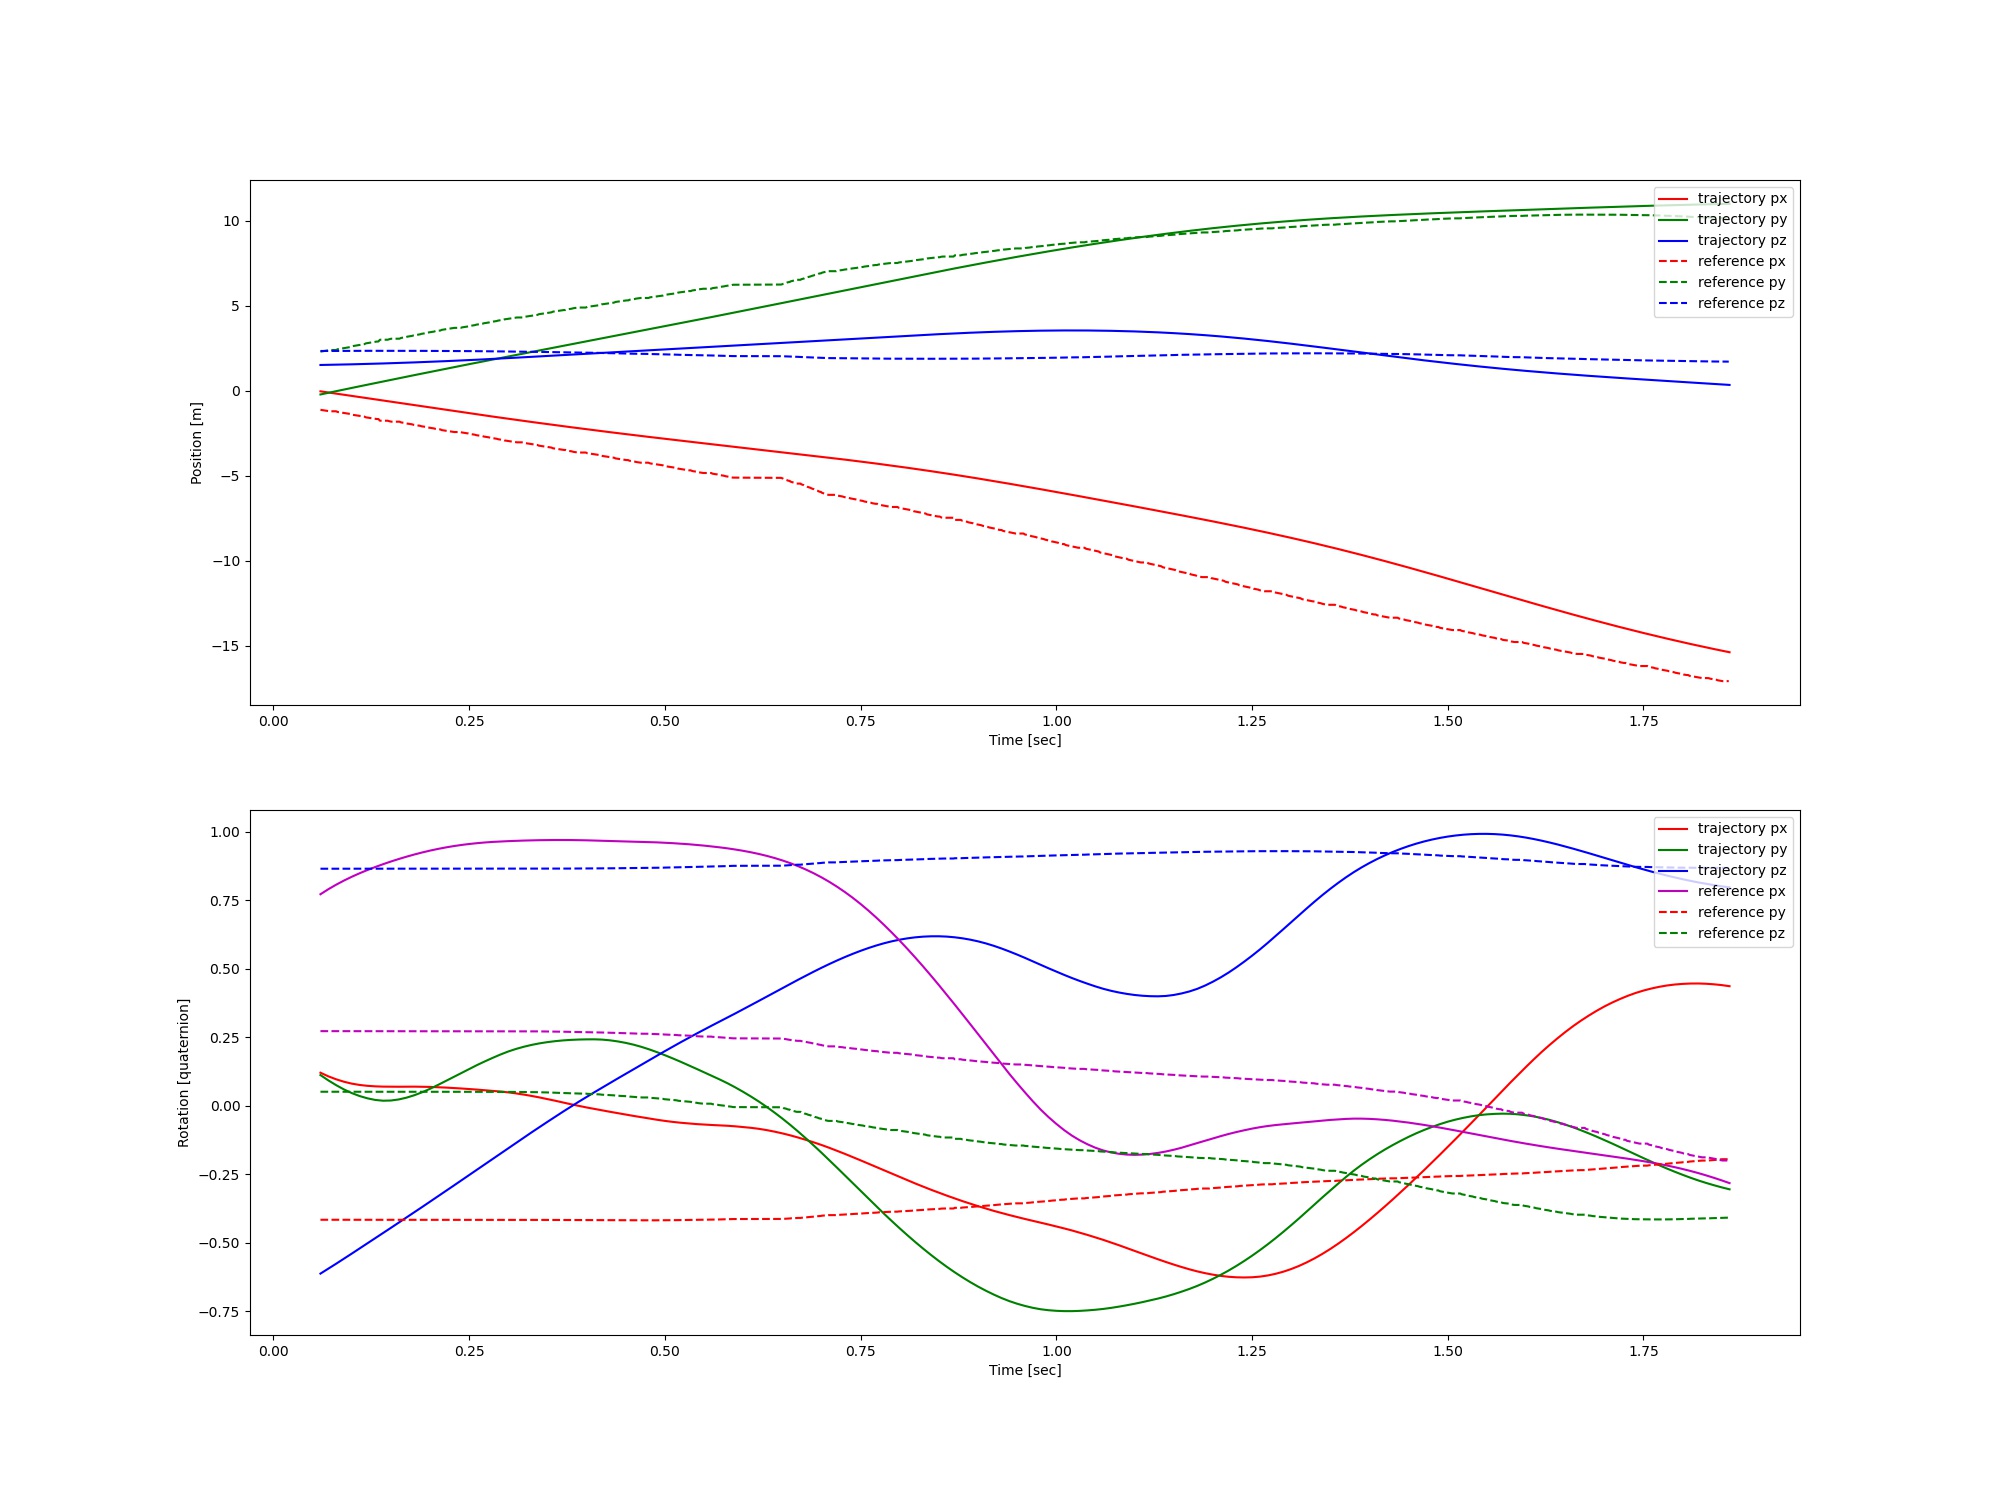 10
5
0
−5
−10
−15
Position [m]
0.00 0.25 0.50 0.75 1.00 1.25 1.50 1.75
Time [sec]
trajectory px
trajectory py
trajectory pz
reference px
reference py
reference pz
1.00
0.75
0.50
0.25
0.00
−0.25
−0.50
−0.75
Rotation [quaternion]
0.00 0.25 0.50 0.75 1.00 1.25 1.50 1.75
Time [sec]
trajectory px
trajectory py
trajectory pz
reference px
reference py
reference pz